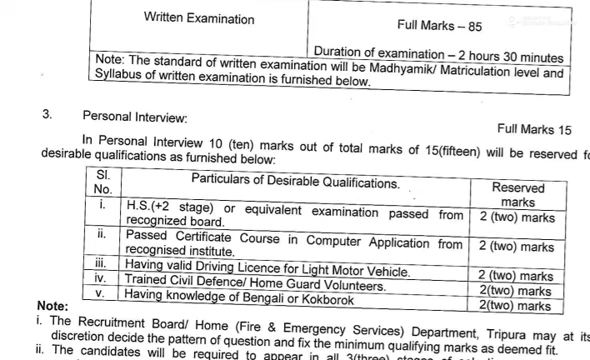 Written Examination
Full Marks – 85
Duration of examination – 2 hours 30 minutes
Note: The standard of written examination will be Madhyamik/ Matriculation level and
Syllabus of written examination is furnished below.
3. Personal Interview:
Full Marks 15
In Personal Interview 10 (ten) marks out of total marks of 15(fifteen) will be reserved
desirable qualifications as furnished below:
Sl. No. Particulars of Desirable Qualifications. Reserved marks
i. H.S.(+2 stage) or equivalent examination passed from 2 (two) marks
recognized board.
ii. Passed Certificate Course in Computer Application from 2 (two) marks
recognised institute.
iii. Having valid Driving Licence for Light Motor Vehicle. 2 (two) marks
iv. Trained Civil Defence/ Home Guard Volunteers. 2(two) marks
v. Having knowledge of Bengali or Kokborok 2(two) marks
Note:
i. The Recruitment Board/ Home (Fire & Emergency Services) Department, Tripura may at its
discretion decide the pattern of question and fix the minimum qualifying marks as deemed fit.
ii. The candidates will be required to appear in all 3(three) stages of